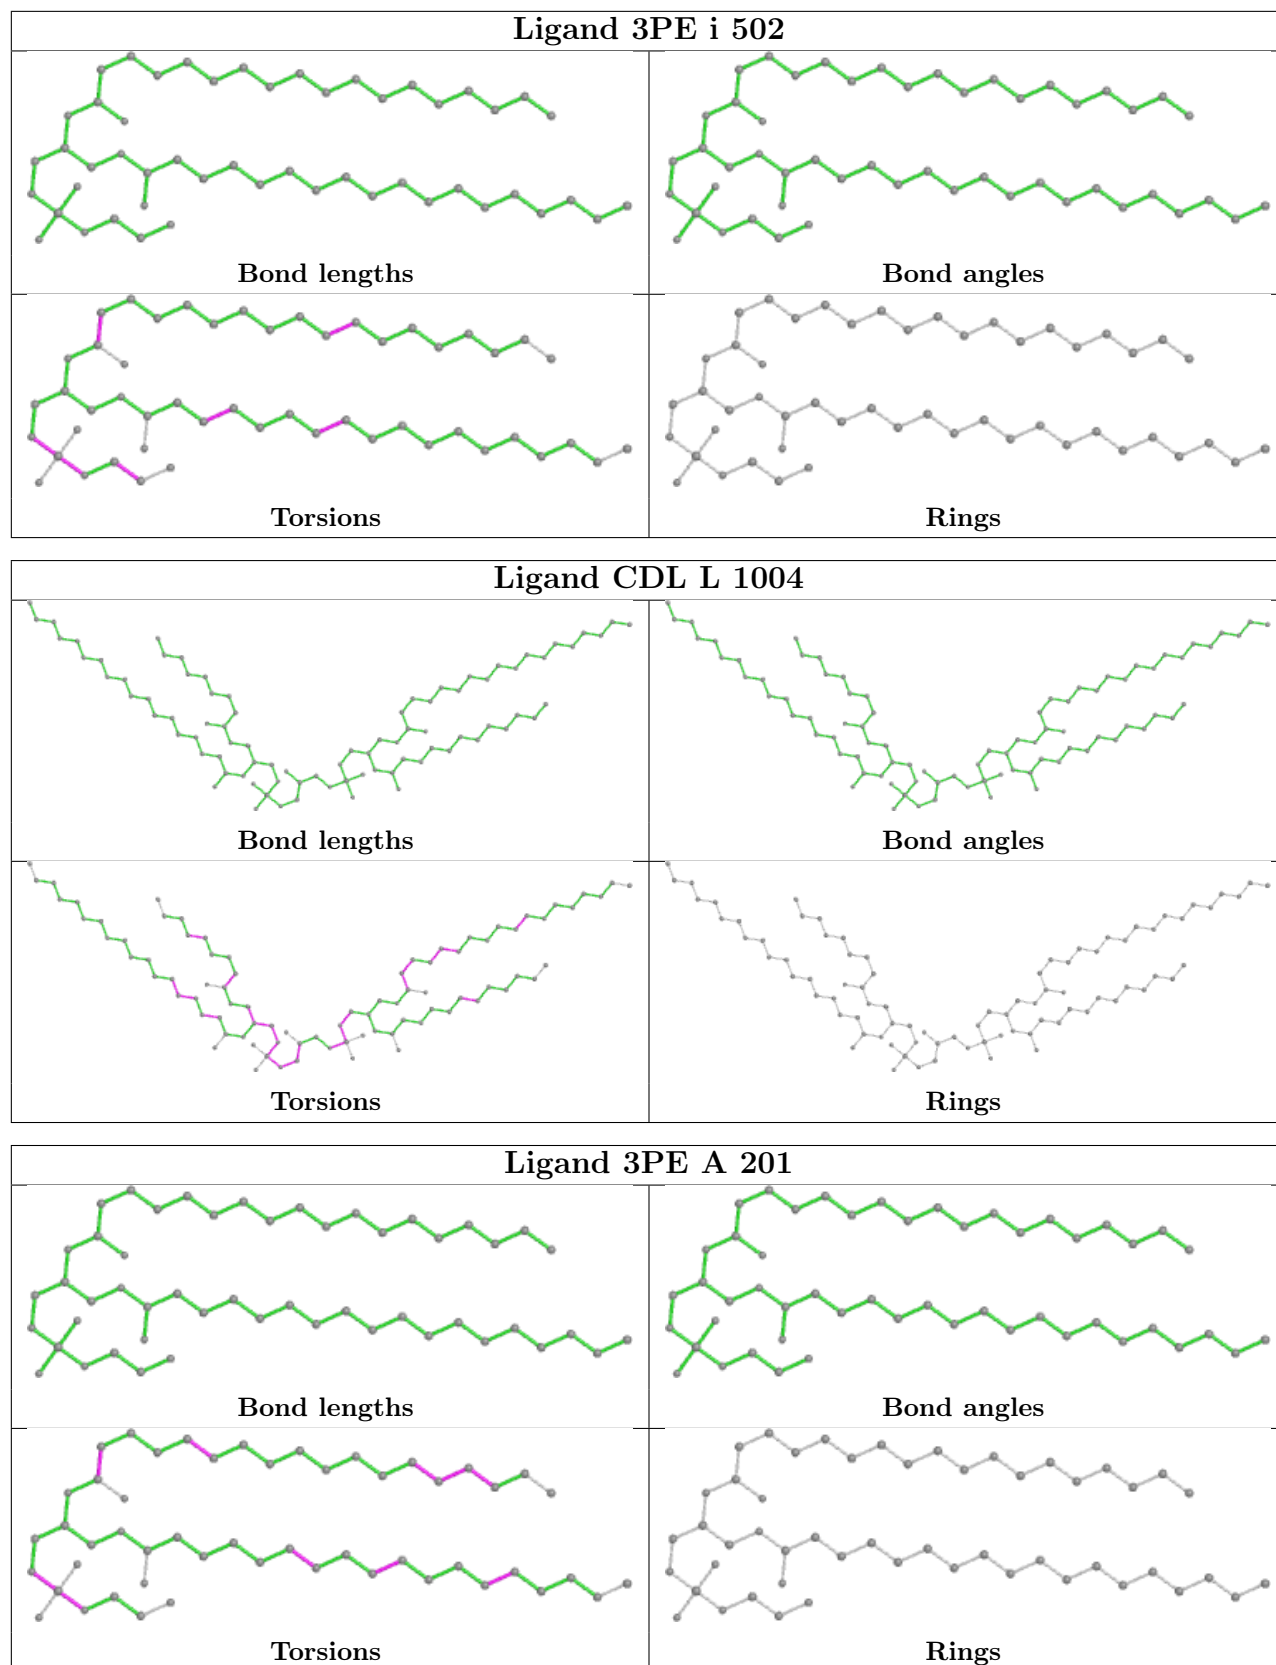 Ligand 3PE i 502
Bond lengths
Bond angles
Torsions
Rings
Ligand CDL L 1004
Bond lengths
Bond angles
Torsions
Rings
Ligand 3PE A 201
Bond lengths
Bond angles
Torsions
Rings